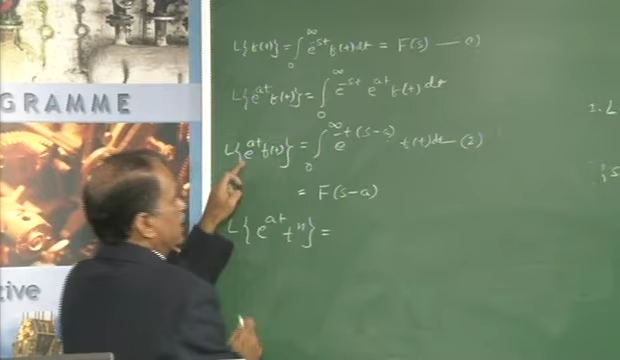 L{f(t)} = ∫₀^∞ e^{-st} f(t) dt = F(s) — (1)
L{e^{at} f(t)} = ∫₀^∞ e^{-st} e^{at} f(t) dt
L{e^{at} f(t)} = ∫₀^∞ e^{-t(s-a)} f(t) dt — (2)
= F(s-a)
L{e^{at} t^n} =
GRAMME
ive
I. L